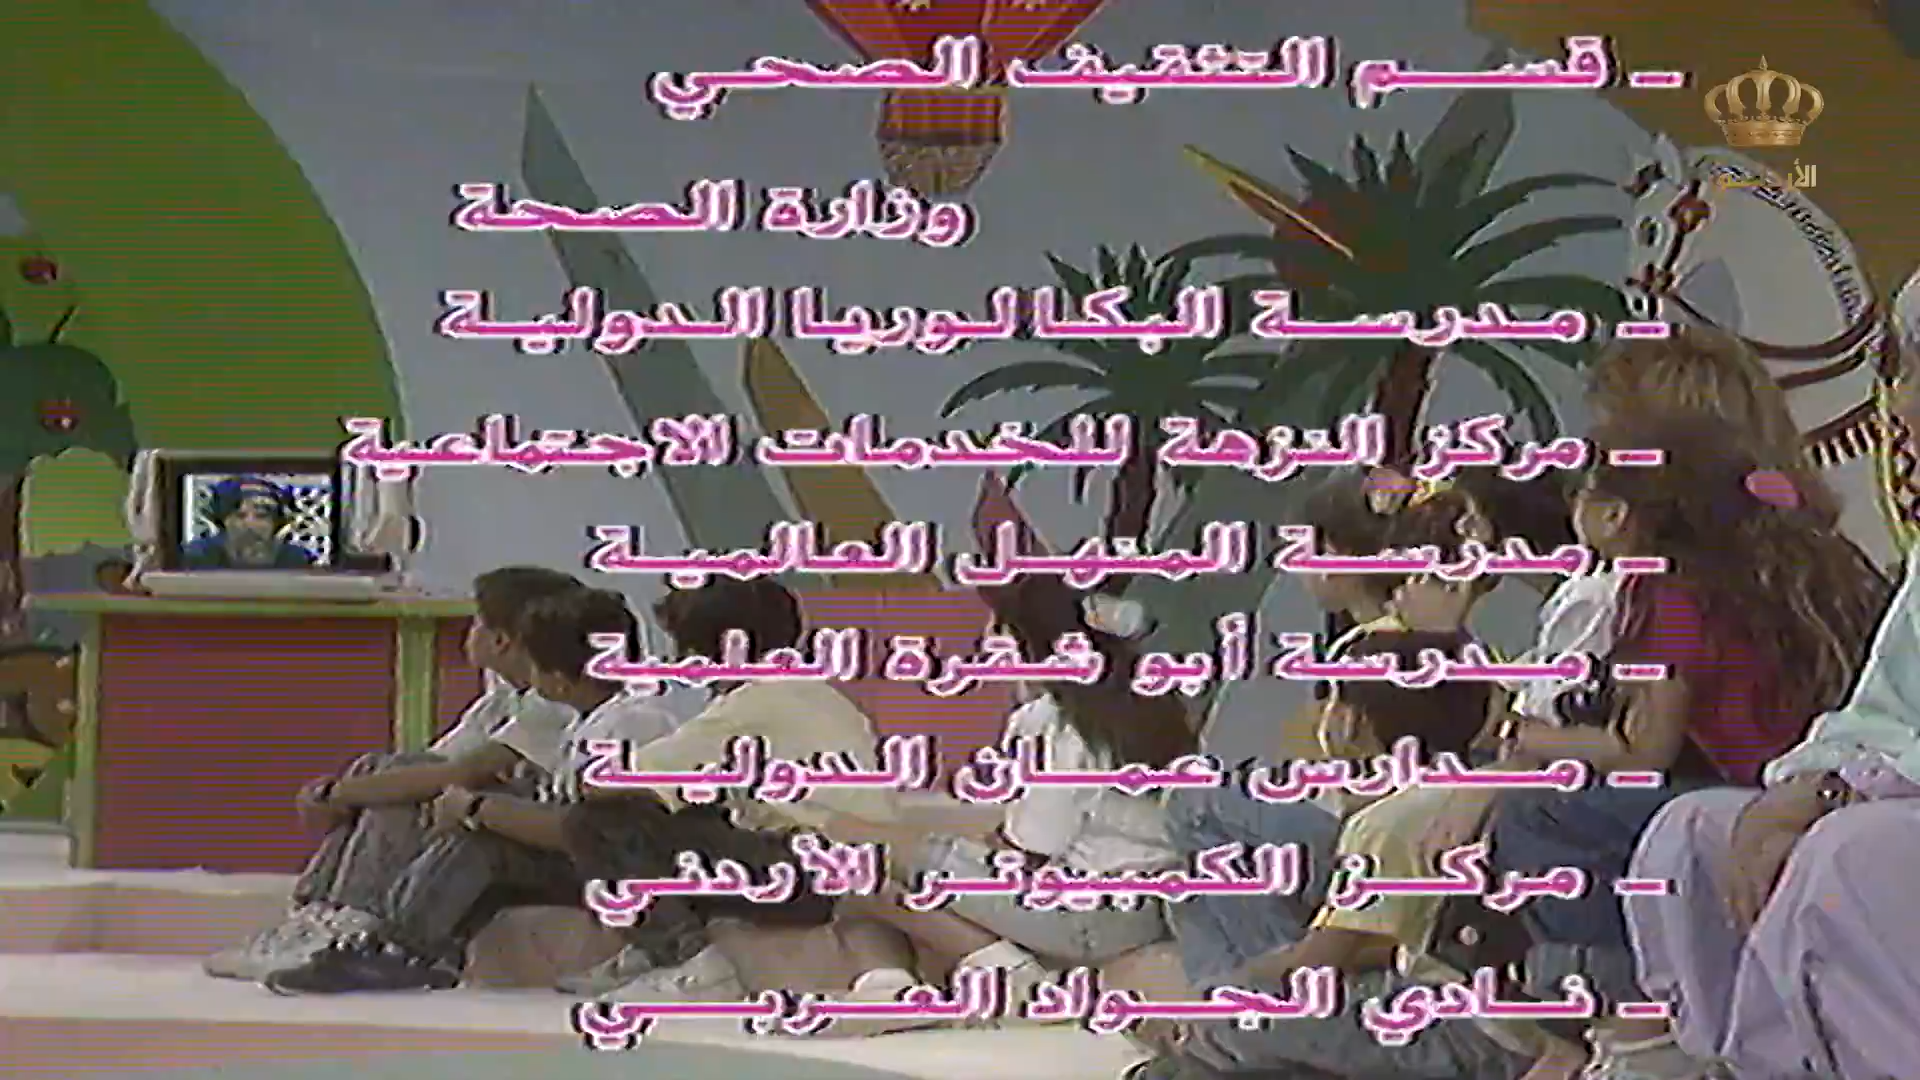 - قسم التثقيف الصحي
وزارة الصحة
- مدرسة البكالوريا الدولية
- مركز النزهة للخدمات الاجتماعية
- مدرسة المنهل العالمية
- مدرسة أبو شقرة العلمية
- مدارس عمان الدولية
- مركز الكمبيوتر الأردني
- نادي الجواد العربي